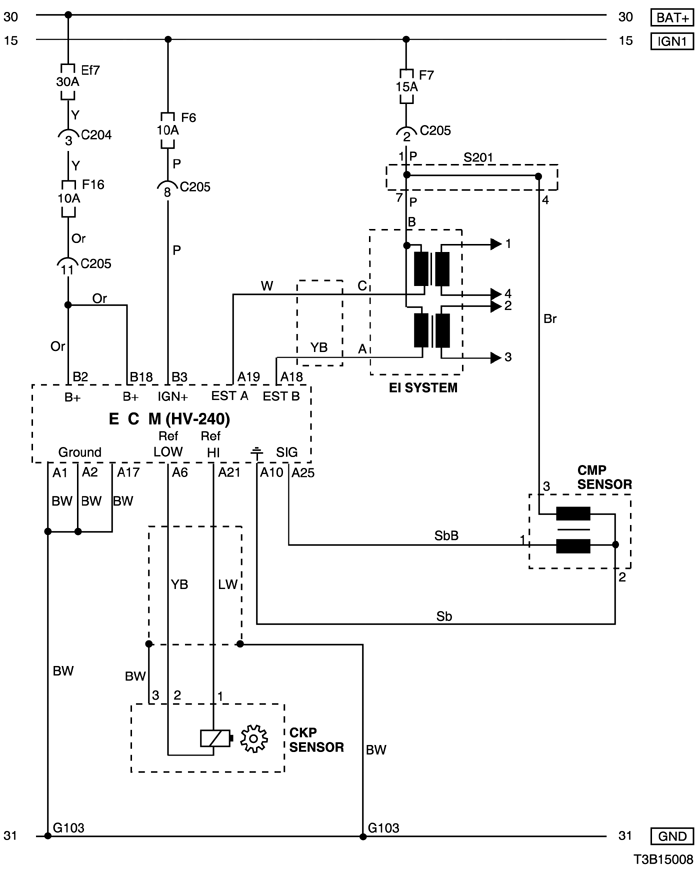 30 30 BAT+
15 15 IGN1
Ef7
30A
F7
15A
Y
F6
10A
3 C204
2 C205
Y
P
1 P S201
F16
10A
8 C205
7 P 4
Or
B
P
1
11 C205
W C 4
2
Or
Br
Or
YB A 3
EI SYSTEM
B2 B18 B3 A19 A18
B+ B+ IGN+ EST A EST B
E C M (HV-240)
Ref Ref
Ground LOW HI SIG
A1 A2 A17 A6 A21 A10 A25
CMP
SENSOR
3
BW BW BW
SbB 1
2
YB LW
Sb
BW BW
3 2 1
CKP
SENSOR
BW
G103 G103
31 31 GND
T3B15008